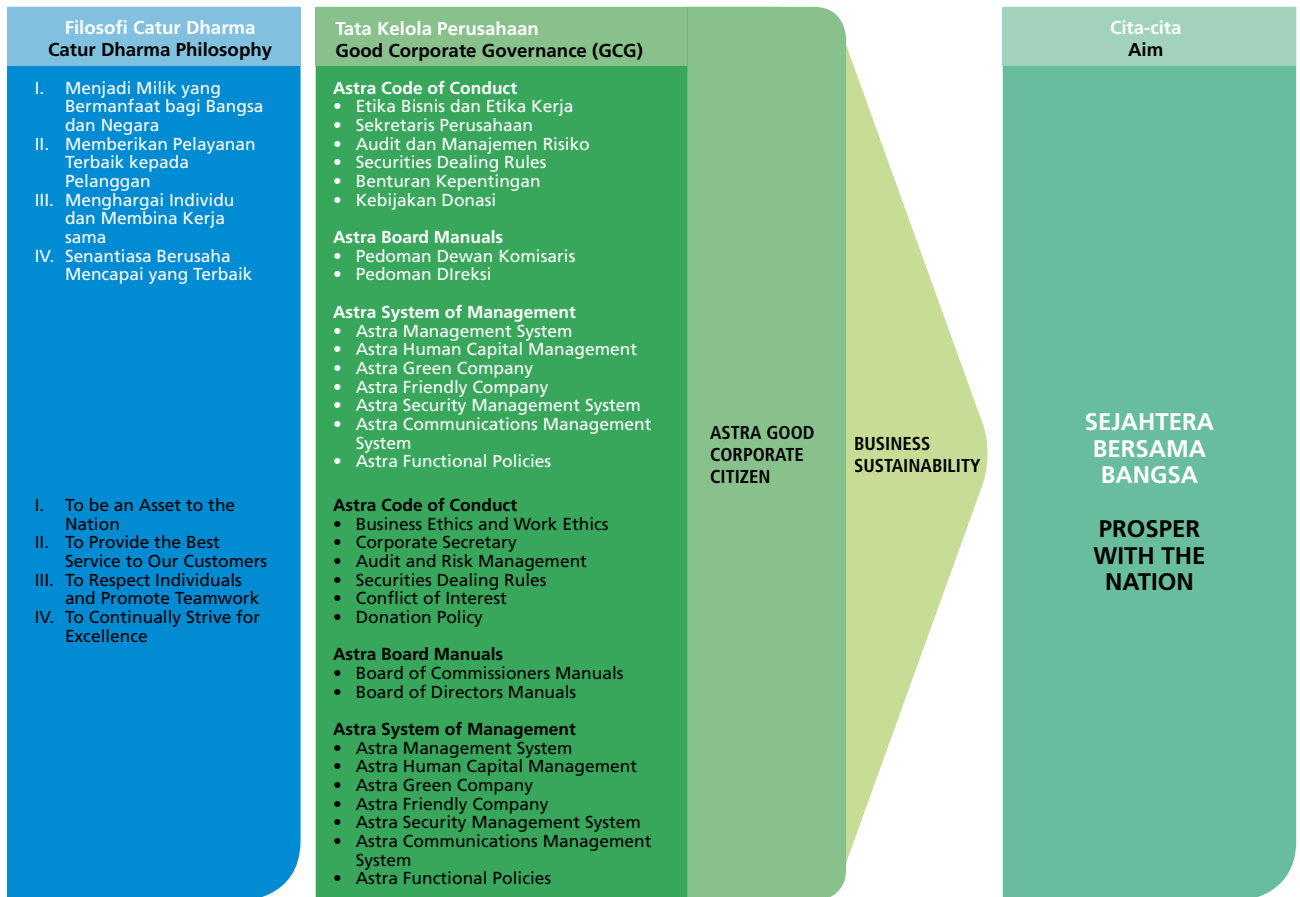 Filosofi Catur Dharma
Catur Dharma Philosophy
I. Menjadi Milik yang
Bermanfaat bagi Bangsa
dan Negara
II. Memberikan Pelayanan
Terbaik kepada
Pelanggan
III. Menghargai Individu
dan Membina Kerja
sama
IV. Senantiasa Berusaha
Mencapai yang Terbaik
I. To be an Asset to the
Nation
II. To Provide the Best
Service to Our Customers
III. To Respect Individuals
and Promote Teamwork
IV. To Continually Strive for
Excellence
Tata Kelola Perusahaan
Good Corporate Governance (GCG)
Astra Code of Conduct
• Etika Bisnis dan Etika Kerja
• Sekretaris Perusahaan
• Audit dan Manajemen Risiko
• Securities Dealing Rules
• Benturan Kepentingan
• Kebijakan Donasi
Astra Board Manuals
• Pedoman Dewan Komisaris
• Pedoman DIreksi
Astra System of Management
• Astra Management System
• Astra Human Capital Management
• Astra Green Company
• Astra Friendly Company
• Astra Security Management System
• Astra Communications Management
System
• Astra Functional Policies
Astra Code of Conduct
• Business Ethics and Work Ethics
• Corporate Secretary
• Audit and Risk Management
• Securities Dealing Rules
• Conflict of Interest
• Donation Policy
Astra Board Manuals
• Board of Commissioners Manuals
• Board of Directors Manuals
Astra System of Management
• Astra Management System
• Astra Human Capital Management
• Astra Green Company
• Astra Friendly Company
• Astra Security Management System
• Astra Communications Management
System
• Astra Functional Policies
ASTRA GOOD
CORPORATE
CITIZEN
BUSINESS
SUSTAINABILITY
Cita-cita
Aim
SEJAHTERA
BERSAMA
BANGSA
PROSPER
WITH THE
NATION